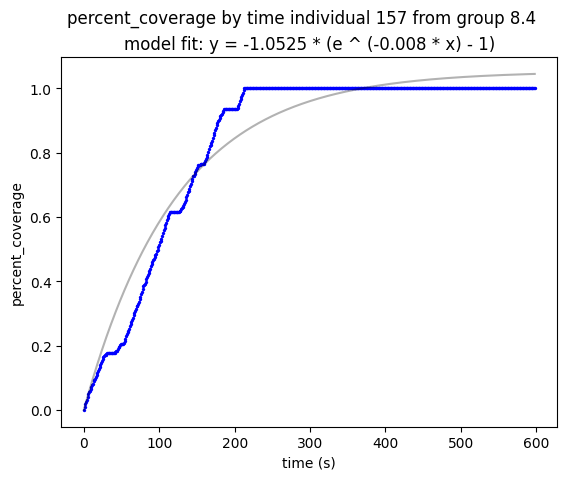 percent_coverage by time individual 157 from group 8.4
model fit: y = -1.0525 * (e ^ (-0.008 * x) - 1)
1.0
0.8
0.6
0.4
0.2
0.0
percent_coverage
0 100 200 300 400 500 600
time (s)